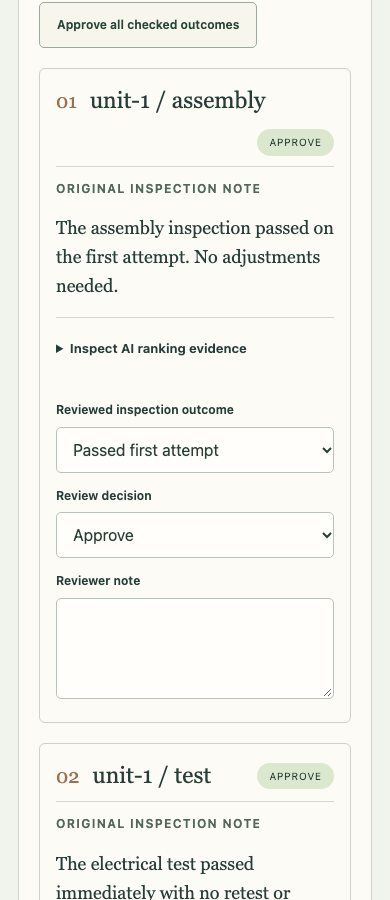 Approve all checked outcomes
01 unit-1 / assembly
APPROVE
ORIGINAL INSPECTION NOTE
The assembly inspection passed on
the first attempt. No adjustments
needed.
▶ Inspect AI ranking evidence
Reviewed inspection outcome
Passed first attempt
Review decision
Approve
Reviewer note
02 unit-1 / test
APPROVE
ORIGINAL INSPECTION NOTE
The electrical test passed
immediately with no retest or